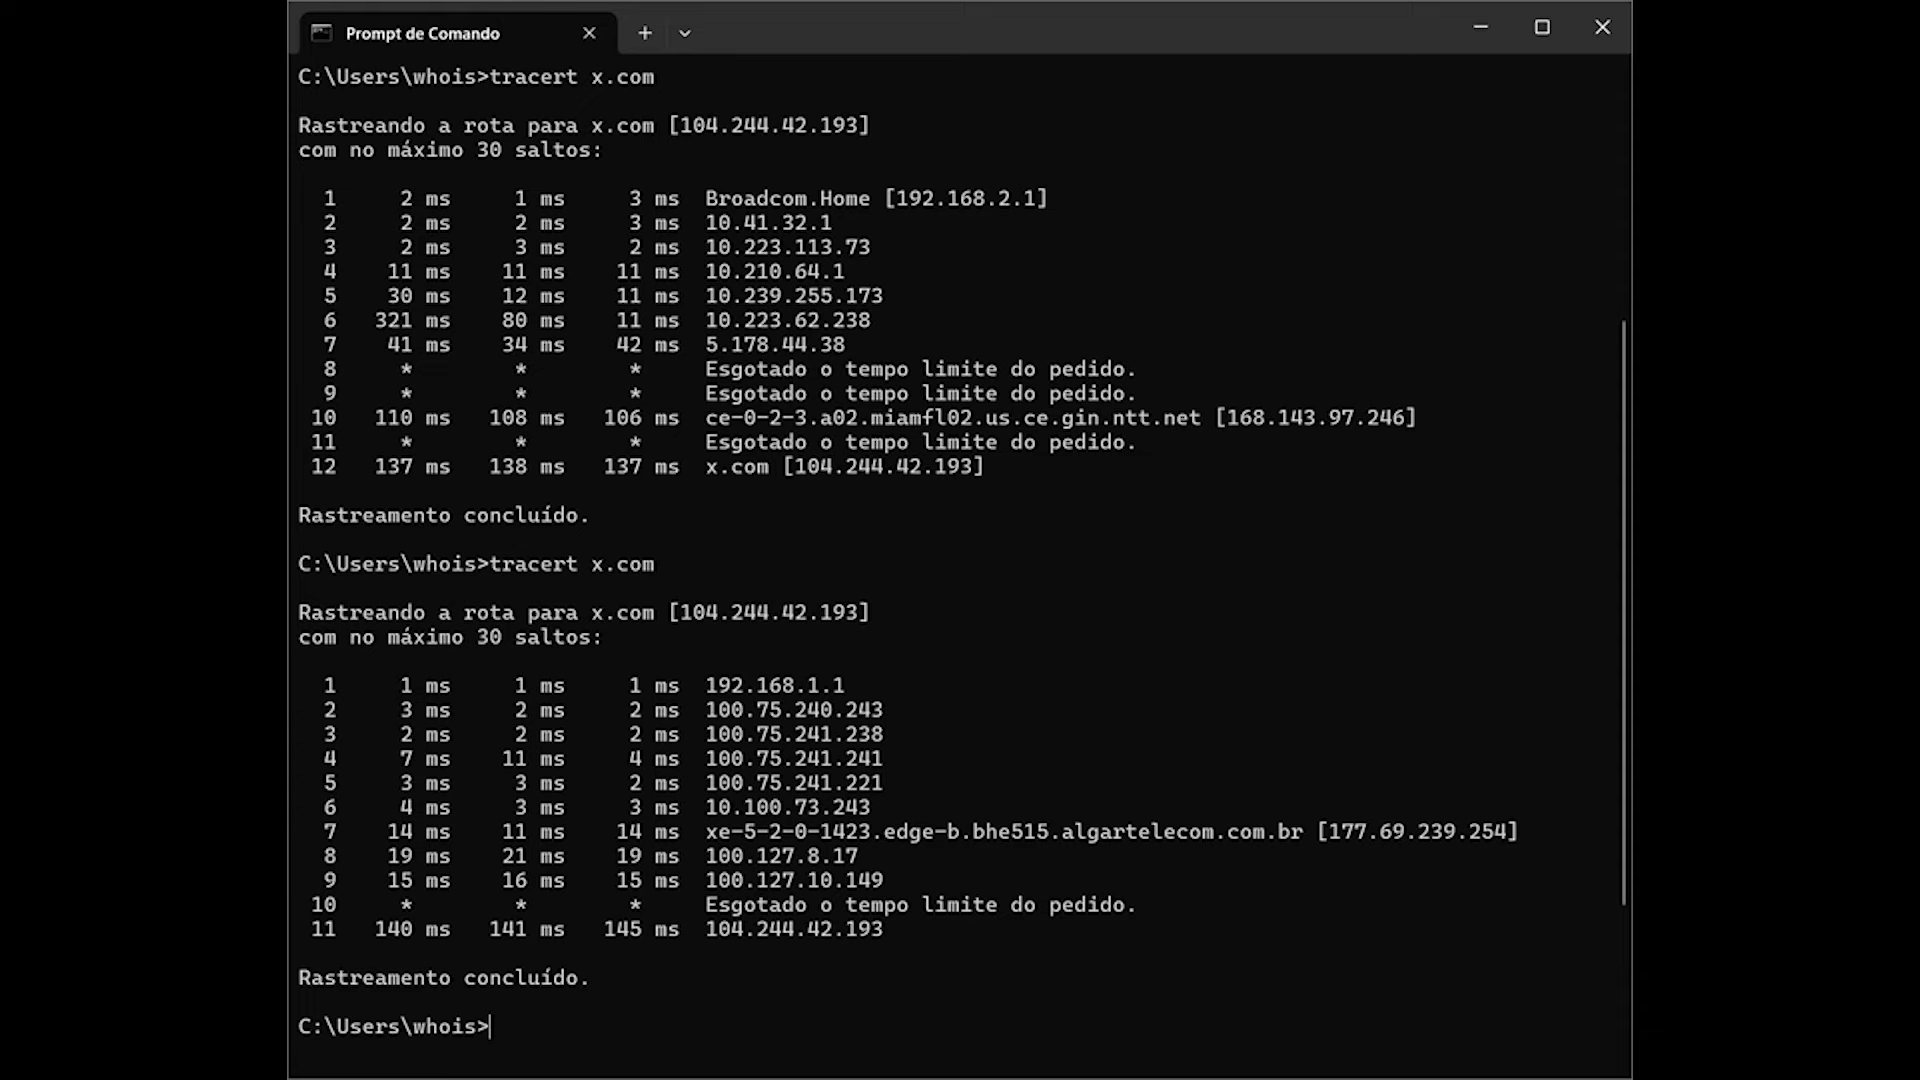 Prompt de Comando
C:\Users\whois>tracert x.com
Rastreando a rota para x.com [104.244.42.193]
com no máximo 30 saltos:
1 2 ms 1 ms 3 ms Broadcom.Home [192.168.2.1]
2 2 ms 2 ms 3 ms 10.41.32.1
3 2 ms 3 ms 2 ms 10.223.113.73
4 11 ms 11 ms 11 ms 10.210.64.1
5 30 ms 12 ms 11 ms 10.239.255.173
6 321 ms 80 ms 11 ms 10.223.62.238
7 41 ms 34 ms 42 ms 5.178.44.38
8 * * * Esgotado o tempo limite do pedido.
9 * * * Esgotado o tempo limite do pedido.
10 110 ms 108 ms 106 ms ce-0-2-3.a02.miamfl02.us.ce.gin.ntt.net [168.143.97.246]
11 * * * Esgotado o tempo limite do pedido.
12 137 ms 138 ms 137 ms x.com [104.244.42.193]
Rastreamento concluído.
C:\Users\whois>tracert x.com
Rastreando a rota para x.com [104.244.42.193]
com no máximo 30 saltos:
1 1 ms 1 ms 1 ms 192.168.1.1
2 3 ms 2 ms 2 ms 100.75.240.243
3 2 ms 2 ms 2 ms 100.75.241.238
4 7 ms 11 ms 4 ms 100.75.241.241
5 3 ms 3 ms 2 ms 100.75.241.221
6 4 ms 3 ms 3 ms 10.100.73.243
7 14 ms 11 ms 14 ms xe-5-2-0-1423.edge-b.bhe515.algartelecom.com.br [177.69.239.254]
8 19 ms 21 ms 19 ms 100.127.8.17
9 15 ms 16 ms 15 ms 100.127.10.149
10 * * * Esgotado o tempo limite do pedido.
11 140 ms 141 ms 145 ms 104.244.42.193
Rastreamento concluído.
C:\Users\whois>